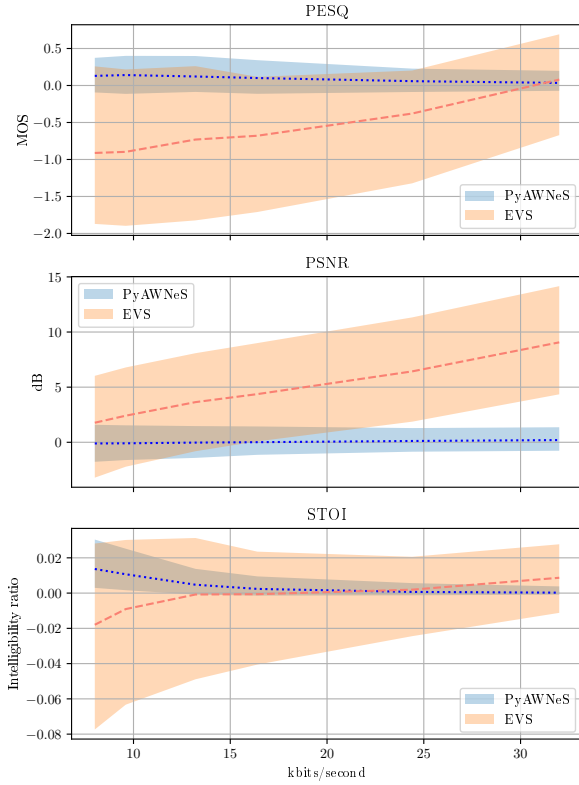 PESQ
0.5
0.0
−0.5
−1.0
−1.5
−2.0
MOS
PyAWNeS
EVS
PSNR
15
10
5
0
dB
PyAWNeS
EVS
STOI
0.02
0.00
−0.02
−0.04
−0.06
−0.08
Intelligibility ratio
PyAWNeS
EVS
10 15 20 25 30
kbits/second